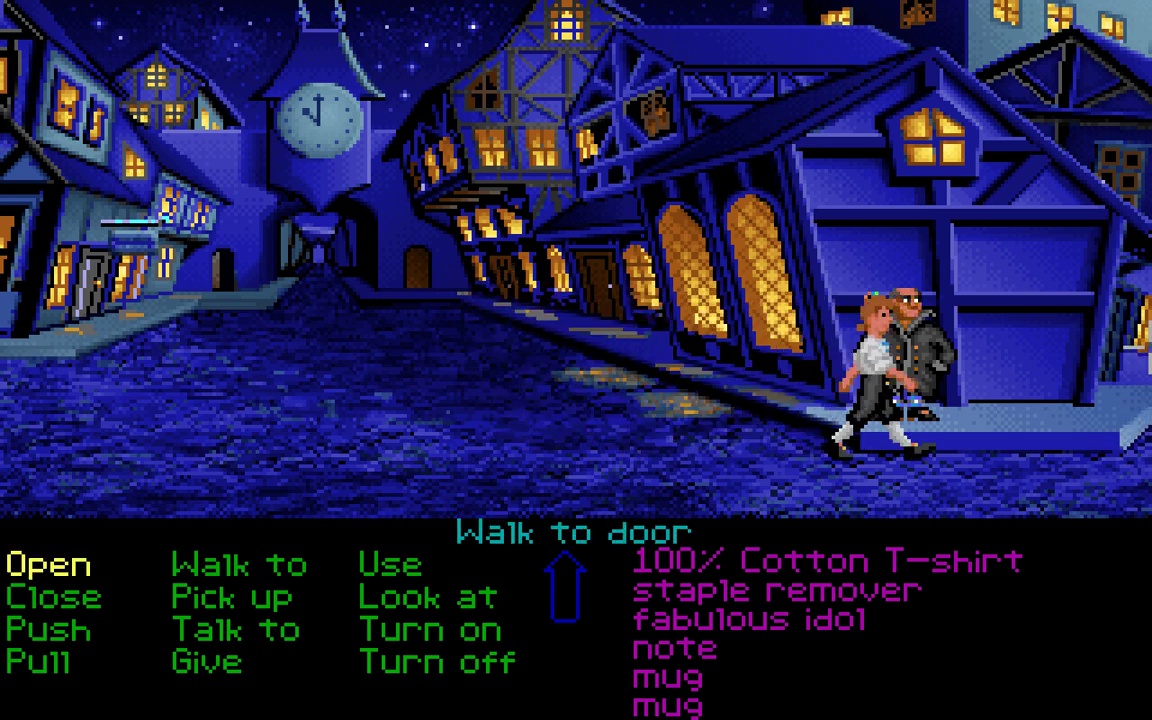 Walk to door
Open Walk to Use
Close Pick up Look at
Push Talk to Turn on
Pull Give Turn off
100% Cotton T-shirt
staple remover
fabulous idol
note
mug
mug